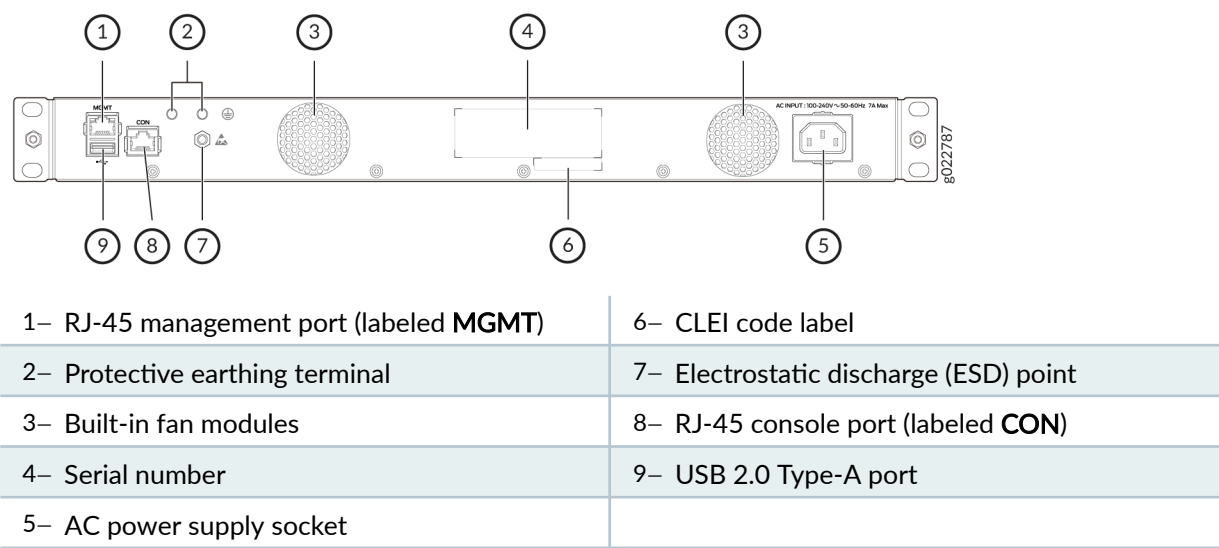 1 2 3 4 3
MGMT
CON
AC INPUT : 100-240V ~ 50-60Hz 7A Max
g022787
9 8 7 6 5
1– RJ-45 management port (labeled MGMT)
6– CLEI code label
2– Protective earthing terminal
7– Electrostatic discharge (ESD) point
3– Built-in fan modules
8– RJ-45 console port (labeled CON)
4– Serial number
9– USB 2.0 Type-A port
5– AC power supply socket